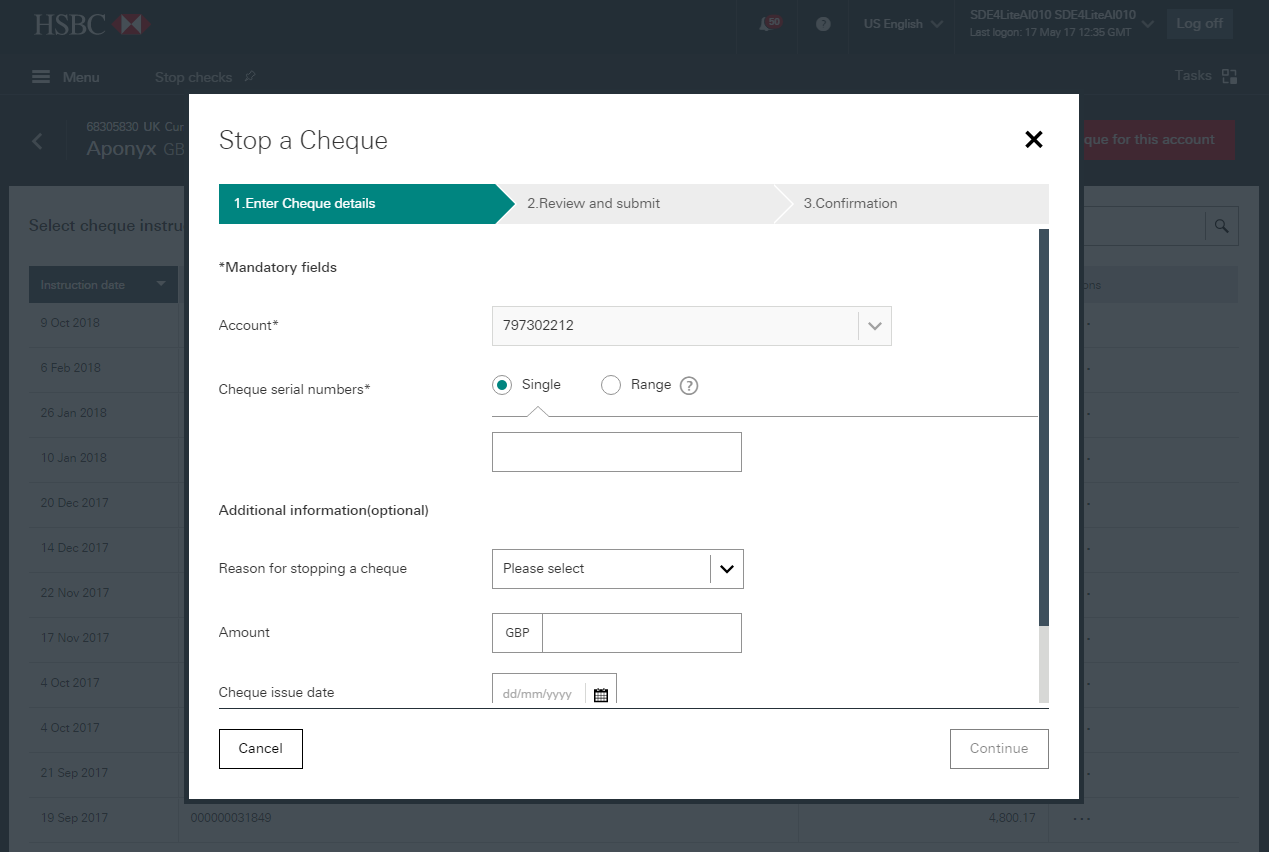 HSBC
50
?
US English
SDE4LiteAI010 SDE4LiteAI010
Last logon: 17 May 17 12:35 GMT
Log off
Menu
Stop checks
Tasks
68305830 UK Cur
Aponyx GB
que for this account
Stop a Cheque
1.Enter Cheque details
2.Review and submit
3.Confirmation
Select cheque instru
*Mandatory fields
Instruction date
ons
Account*
797302212
9 Oct 2018
6 Feb 2018
Cheque serial numbers*
Single
Range
?
26 Jan 2018
10 Jan 2018
20 Dec 2017
Additional information(optional)
14 Dec 2017
Reason for stopping a cheque
Please select
22 Nov 2017
17 Nov 2017
Amount
GBP
4 Oct 2017
Cheque issue date
dd/mm/yyyy
4 Oct 2017
Cancel
Continue
21 Sep 2017
19 Sep 2017
000000031849
4,800.17